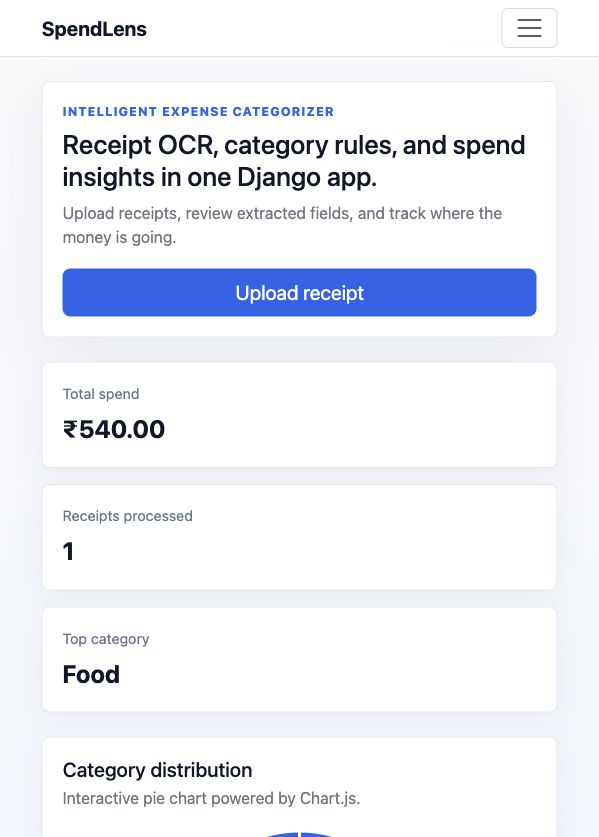 SpendLens
INTELLIGENT EXPENSE CATEGORIZER
Receipt OCR, category rules, and spend
insights in one Django app.
Upload receipts, review extracted fields, and track where the
money is going.
Upload receipt
Total spend
₹540.00
Receipts processed
1
Top category
Food
Category distribution
Interactive pie chart powered by Chart.js.